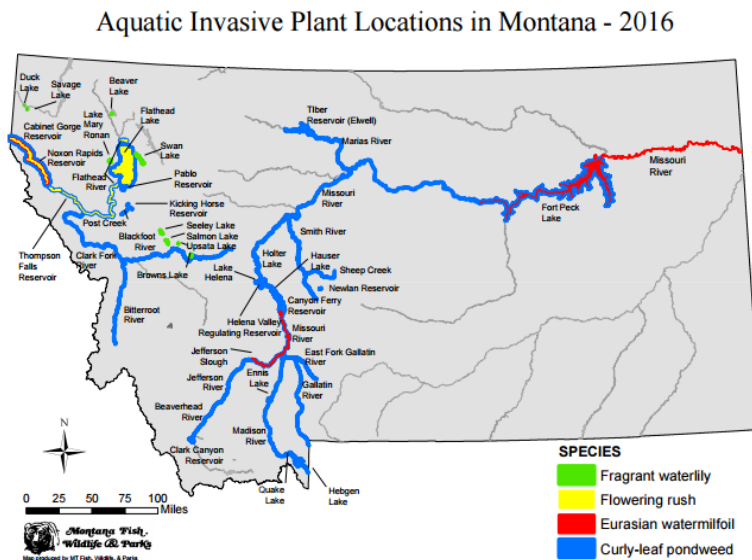 Aquatic Invasive Plant Locations in Montana - 2016
Duck
Lake
Savage
Lake
Beaver
Lake
Cabinet Gorge
Reservoir
Lake
Mary
Ronan
Flathead
Lake
Noxon Rapids
Reservoir
Swan
Lake
Flathead
River
Pablo
Reservoir
Kicking Horse
Reservoir
Post Creek
Thompson
Falls
Reservoir
Clark Fork
River
Blackfoot
River
Seeley Lake
Salmon Lake
Upsata Lake
Browns Lake
Bitterroot
River
Tiber
Reservoir (Elwell)
Marias River
Missouri
River
Missouri
River
Fort Peck
Lake
Smith River
Holter
Lake
Hauser
Lake
Sheep Creek
Newlan Reservoir
Lake
Helena
Canyon Ferry
Reservoir
Helena Valley
Regulating Reservoir
Missouri
River
Jefferson
Slough
East Fork Gallatin
River
Ennis
Lake
Jefferson
River
Gallatin
River
Beaverhead
River
Madison
River
Clark Canyon
Reservoir
Quake
Lake
Hebgen
Lake
N
0 25 50 75 100
Miles
Montana Fish,
Wildlife & Parks
Map produced by MT Fish, Wildlife, & Parks
SPECIES
Fragrant waterlily
Flowering rush
Eurasian watermilfoil
Curly-leaf pondweed